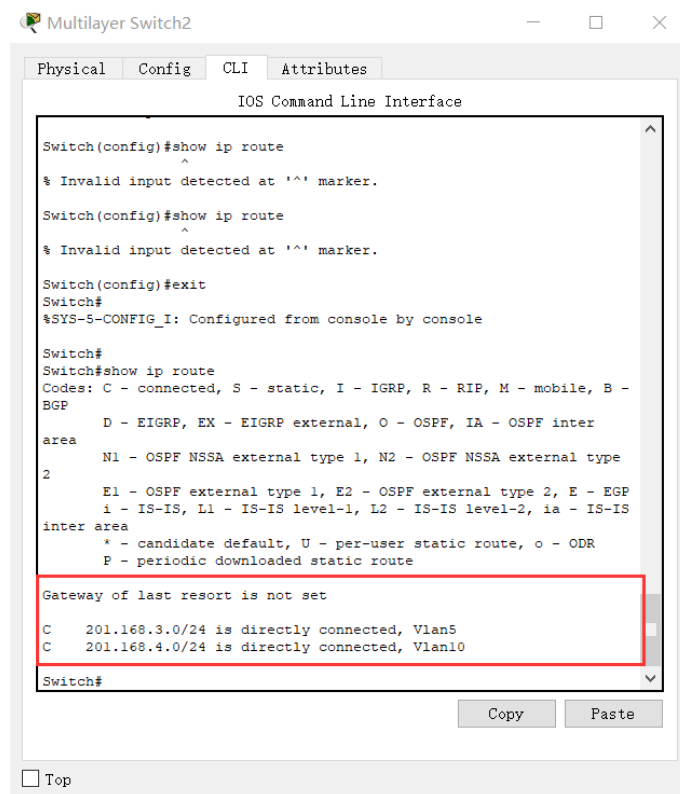 Multilayer Switch2
Physical Config CLI Attributes
IOS Command Line Interface
Switch(config)#show ip route
^
% Invalid input detected at '^' marker.
Switch(config)#show ip route
^
% Invalid input detected at '^' marker.
Switch(config)#exit
Switch#
%SYS-5-CONFIG_I: Configured from console by console
Switch#
Switch#show ip route
Codes: C - connected, S - static, I - IGRP, R - RIP, M - mobile, B -
BGP
D - EIGRP, EX - EIGRP external, O - OSPF, IA - OSPF inter
area
N1 - OSPF NSSA external type 1, N2 - OSPF NSSA external type
2
E1 - OSPF external type 1, E2 - OSPF external type 2, E - EGP
i - IS-IS, L1 - IS-IS level-1, L2 - IS-IS level-2, ia - IS-IS
inter area
* - candidate default, U - per-user static route, o - ODR
P - periodic downloaded static route
Gateway of last resort is not set
C 201.168.3.0/24 is directly connected, Vlan5
C 201.168.4.0/24 is directly connected, Vlan10
Switch#
Copy Paste
Top